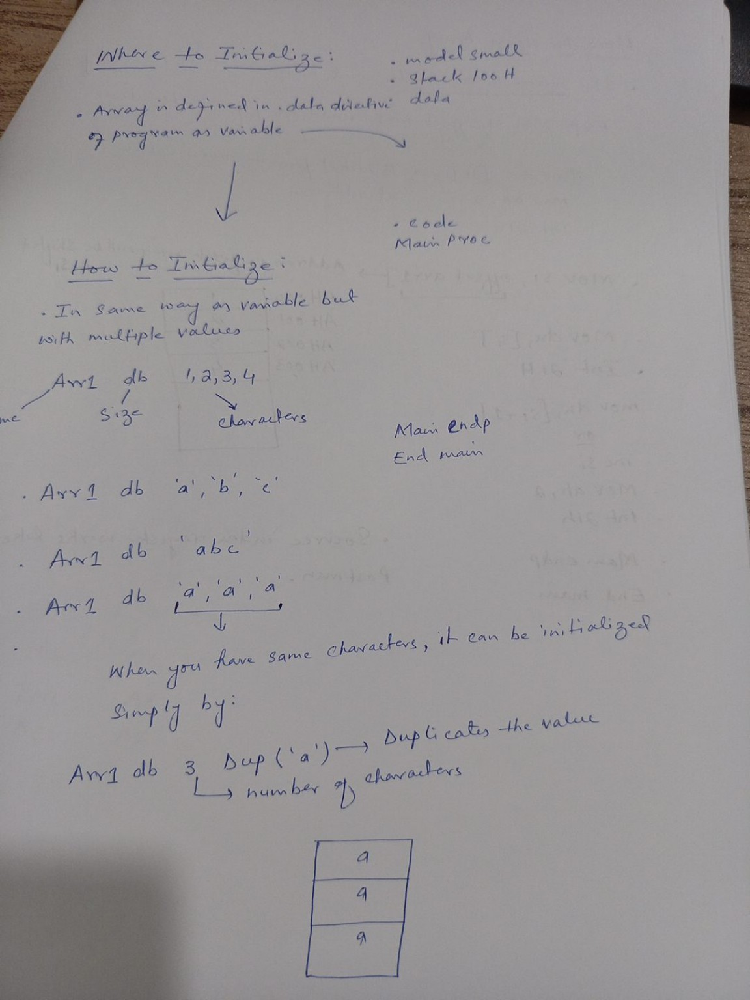 Where to Initialize:
. model small
. Stack 100 H
data
. Array is defined in .data directive
of program as variable
. code
Main proc
How to Initialize:
. In same way as variable but
with multiple values
Arr1 db 1, 2, 3, 4
me
Size
characters
Main endp
End main
. Arr1 db 'a', 'b', 'c'
. Arr1 db 'abc'
. Arr1 db 'a', 'a', 'a'
When you have same characters, it can be initialized
Simply by:
Arr1 db 3 Dup ('a') → Duplicates the value
number of characters
a
a
a